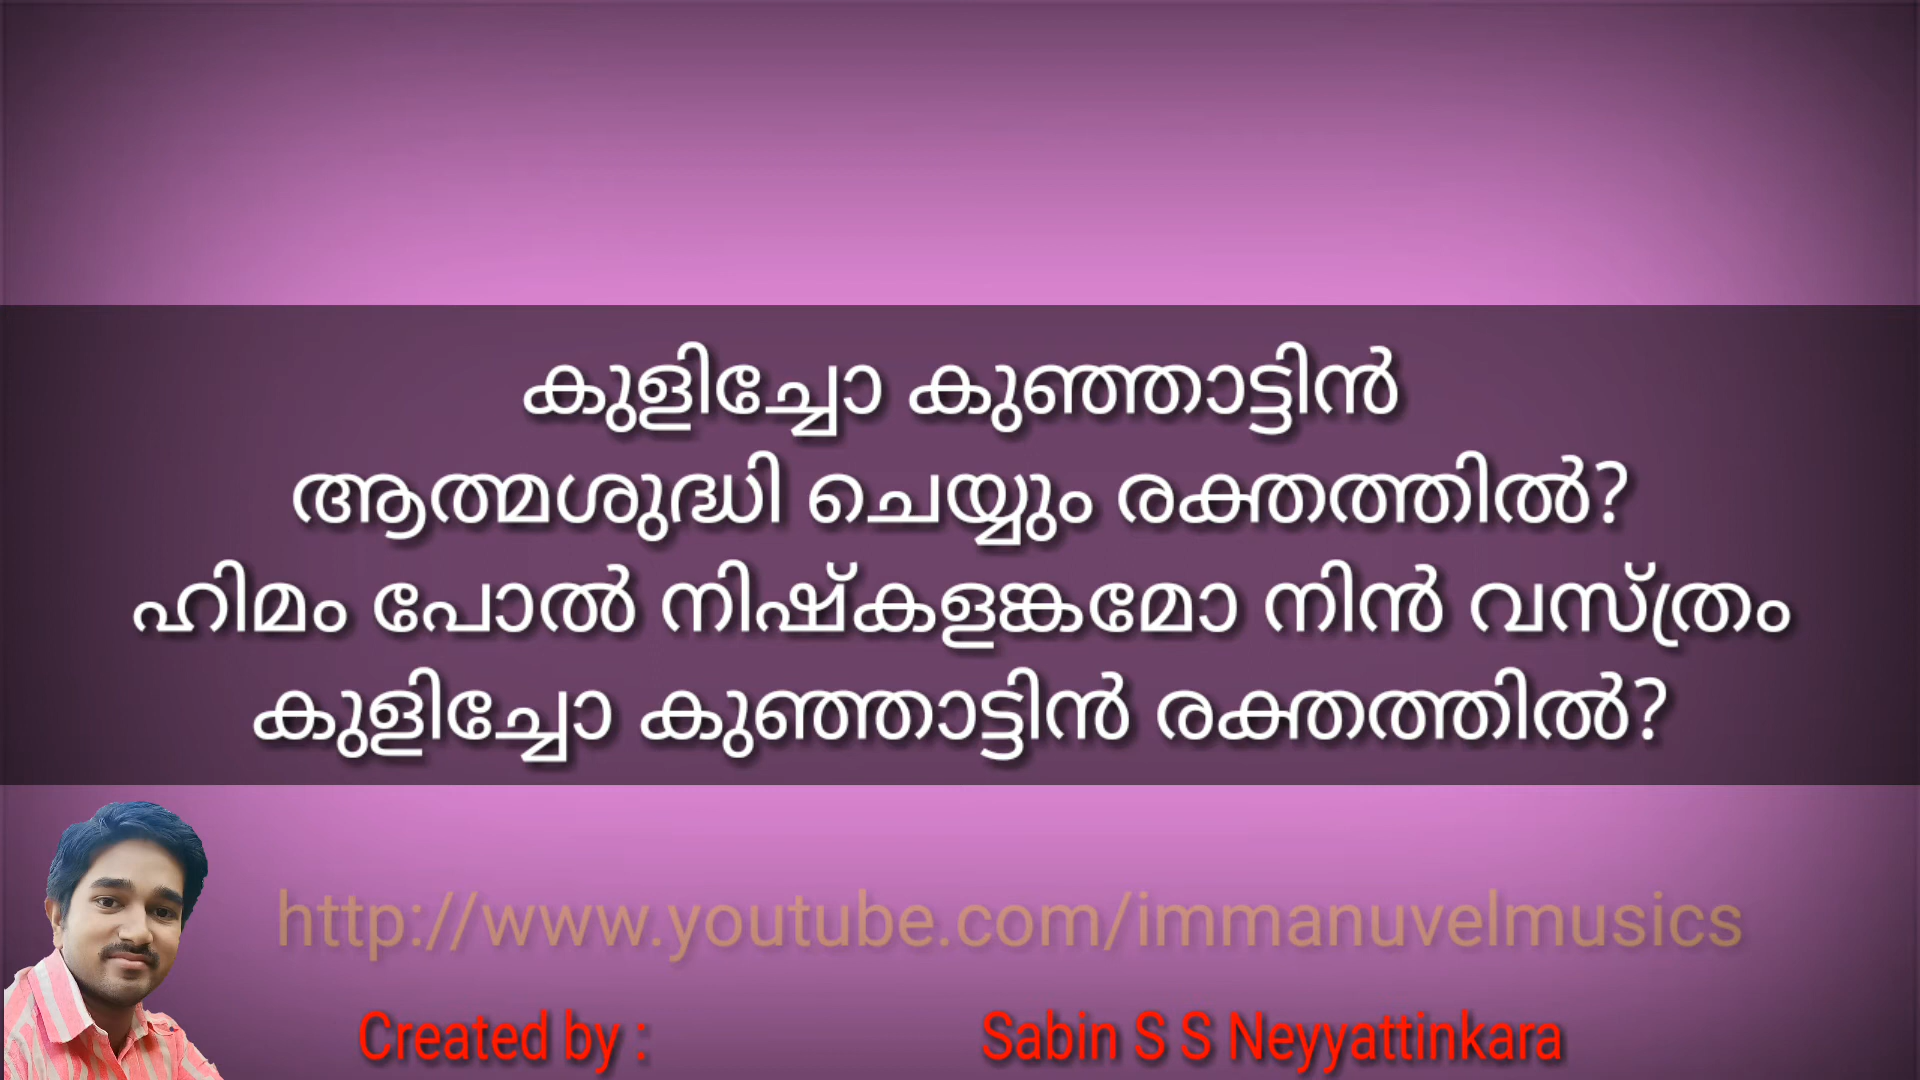 കുളിച്ചോ കുഞ്ഞാട്ടിൻ
ആത്മശുദ്ധി ചെയ്യും രക്തത്തിൽ?
ഹിമം പോൽ നിഷ്കളങ്കമോ നിൻ വസ്ത്രം
കുളിച്ചോ കുഞ്ഞാട്ടിൻ രക്തത്തിൽ?
http://www.youtube.com/immanuvelmusics
Created by : Sabin S S Neyyattinkara